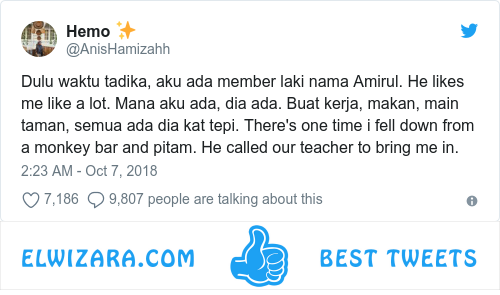 Hemo ✨
@AnisHamizahh
Dulu waktu tadika, aku ada member laki nama Amirul. He likes
me like a lot. Mana aku ada, dia ada. Buat kerja, makan, main
taman, semua ada dia kat tepi. There's one time i fell down from
a monkey bar and pitam. He called our teacher to bring me in.
2:23 AM - Oct 7, 2018
7,186 9,807 people are talking about this
ELWIZARA.COM BEST TWEETS